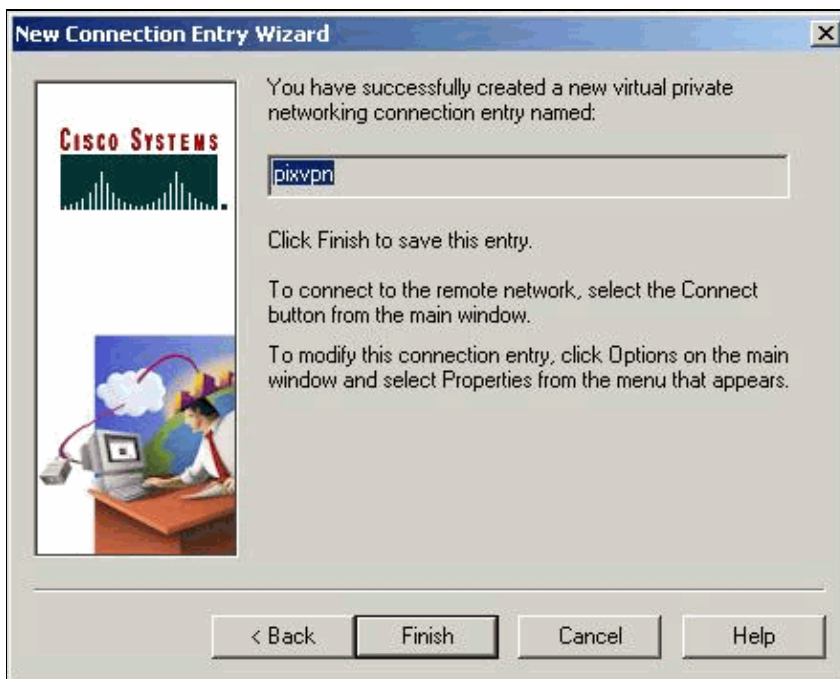 New Connection Entry Wizard
CISCO SYSTEMS
You have successfully created a new virtual private
networking connection entry named:
pixvpn
Click Finish to save this entry.
To connect to the remote network, select the Connect
button from the main window.
To modify this connection entry, click Options on the main
window and select Properties from the menu that appears.
< Back
Finish
Cancel
Help